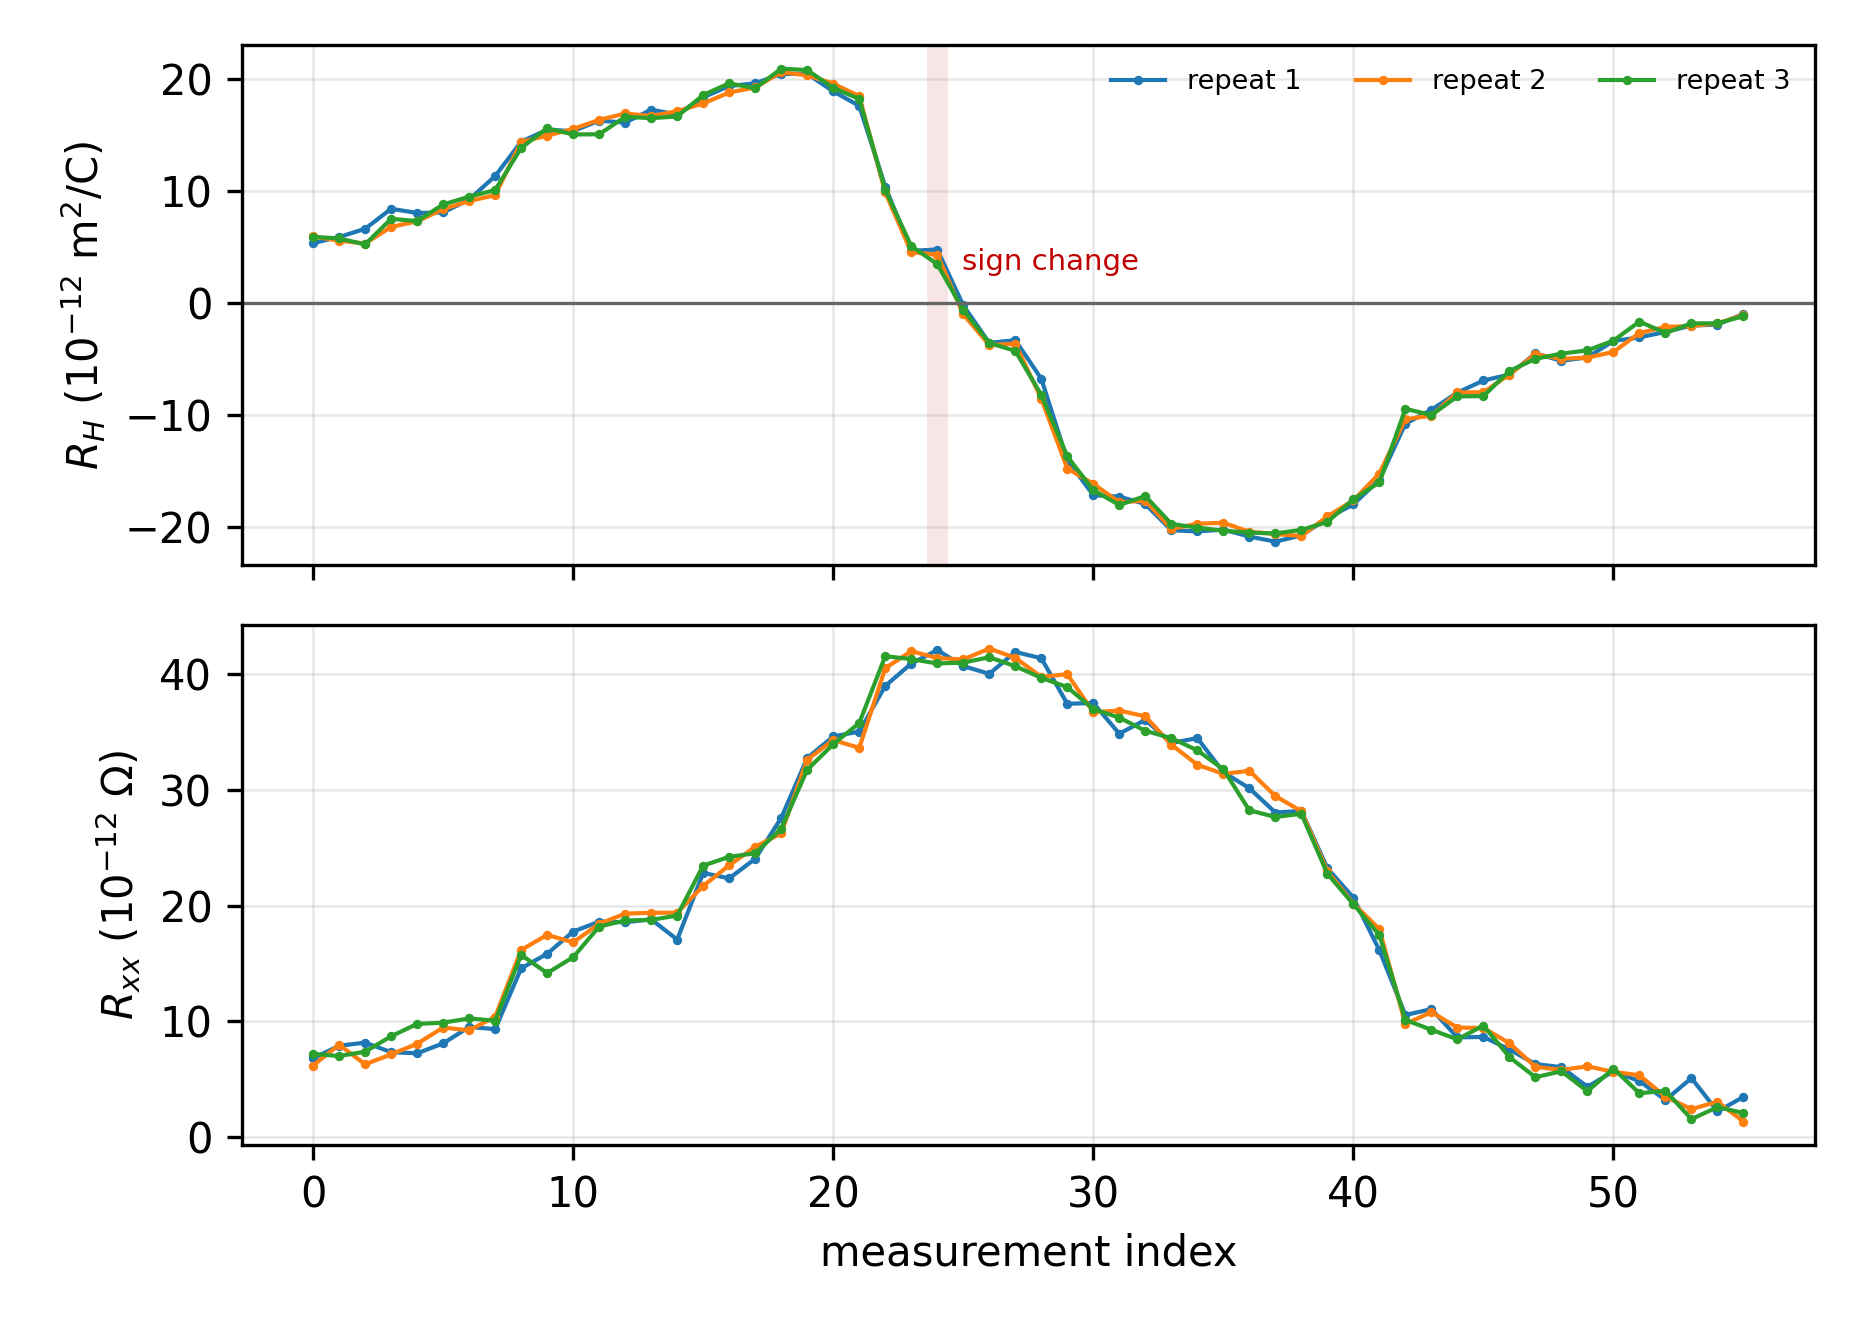 repeat 1 repeat 2 repeat 3
R_H (10⁻¹² m²/C)
20
10
0
−10
−20
sign change
R_xx (10⁻¹² Ω)
40
30
20
10
0
0 10 20 30 40 50
measurement index